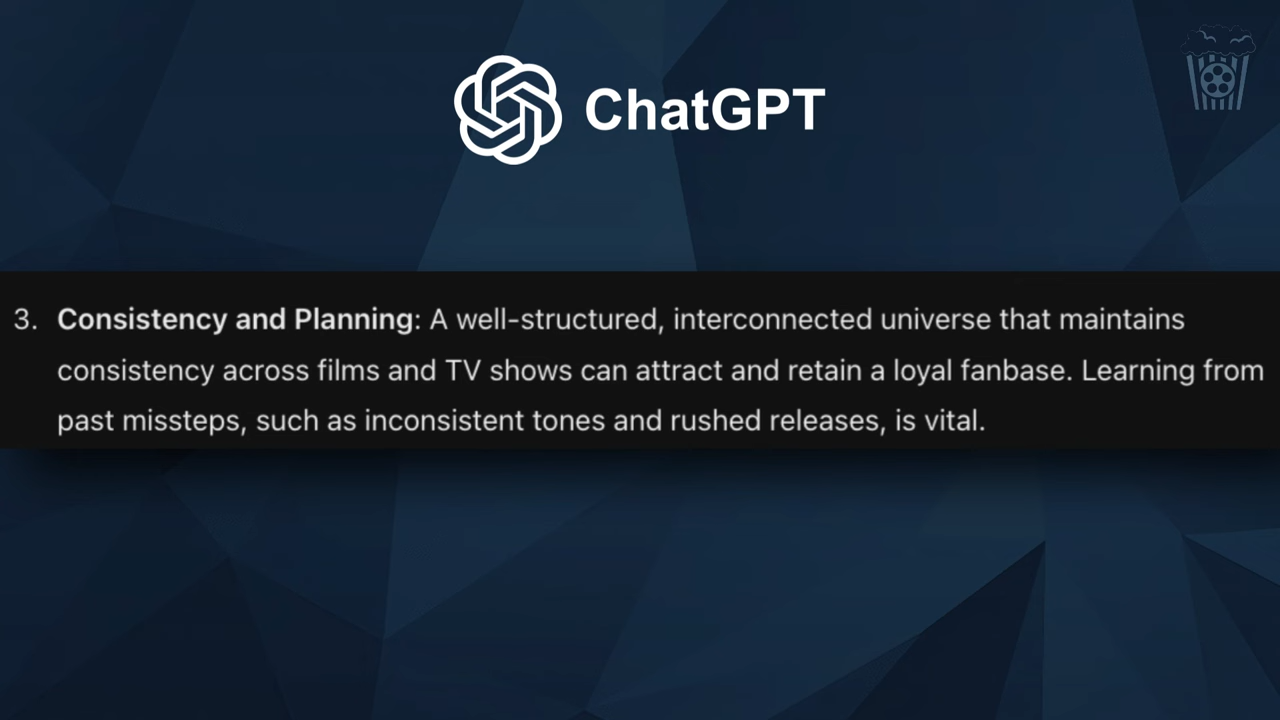 ChatGPT
3. Consistency and Planning: A well-structured, interconnected universe that maintains
consistency across films and TV shows can attract and retain a loyal fanbase. Learning from
past missteps, such as inconsistent tones and rushed releases, is vital.